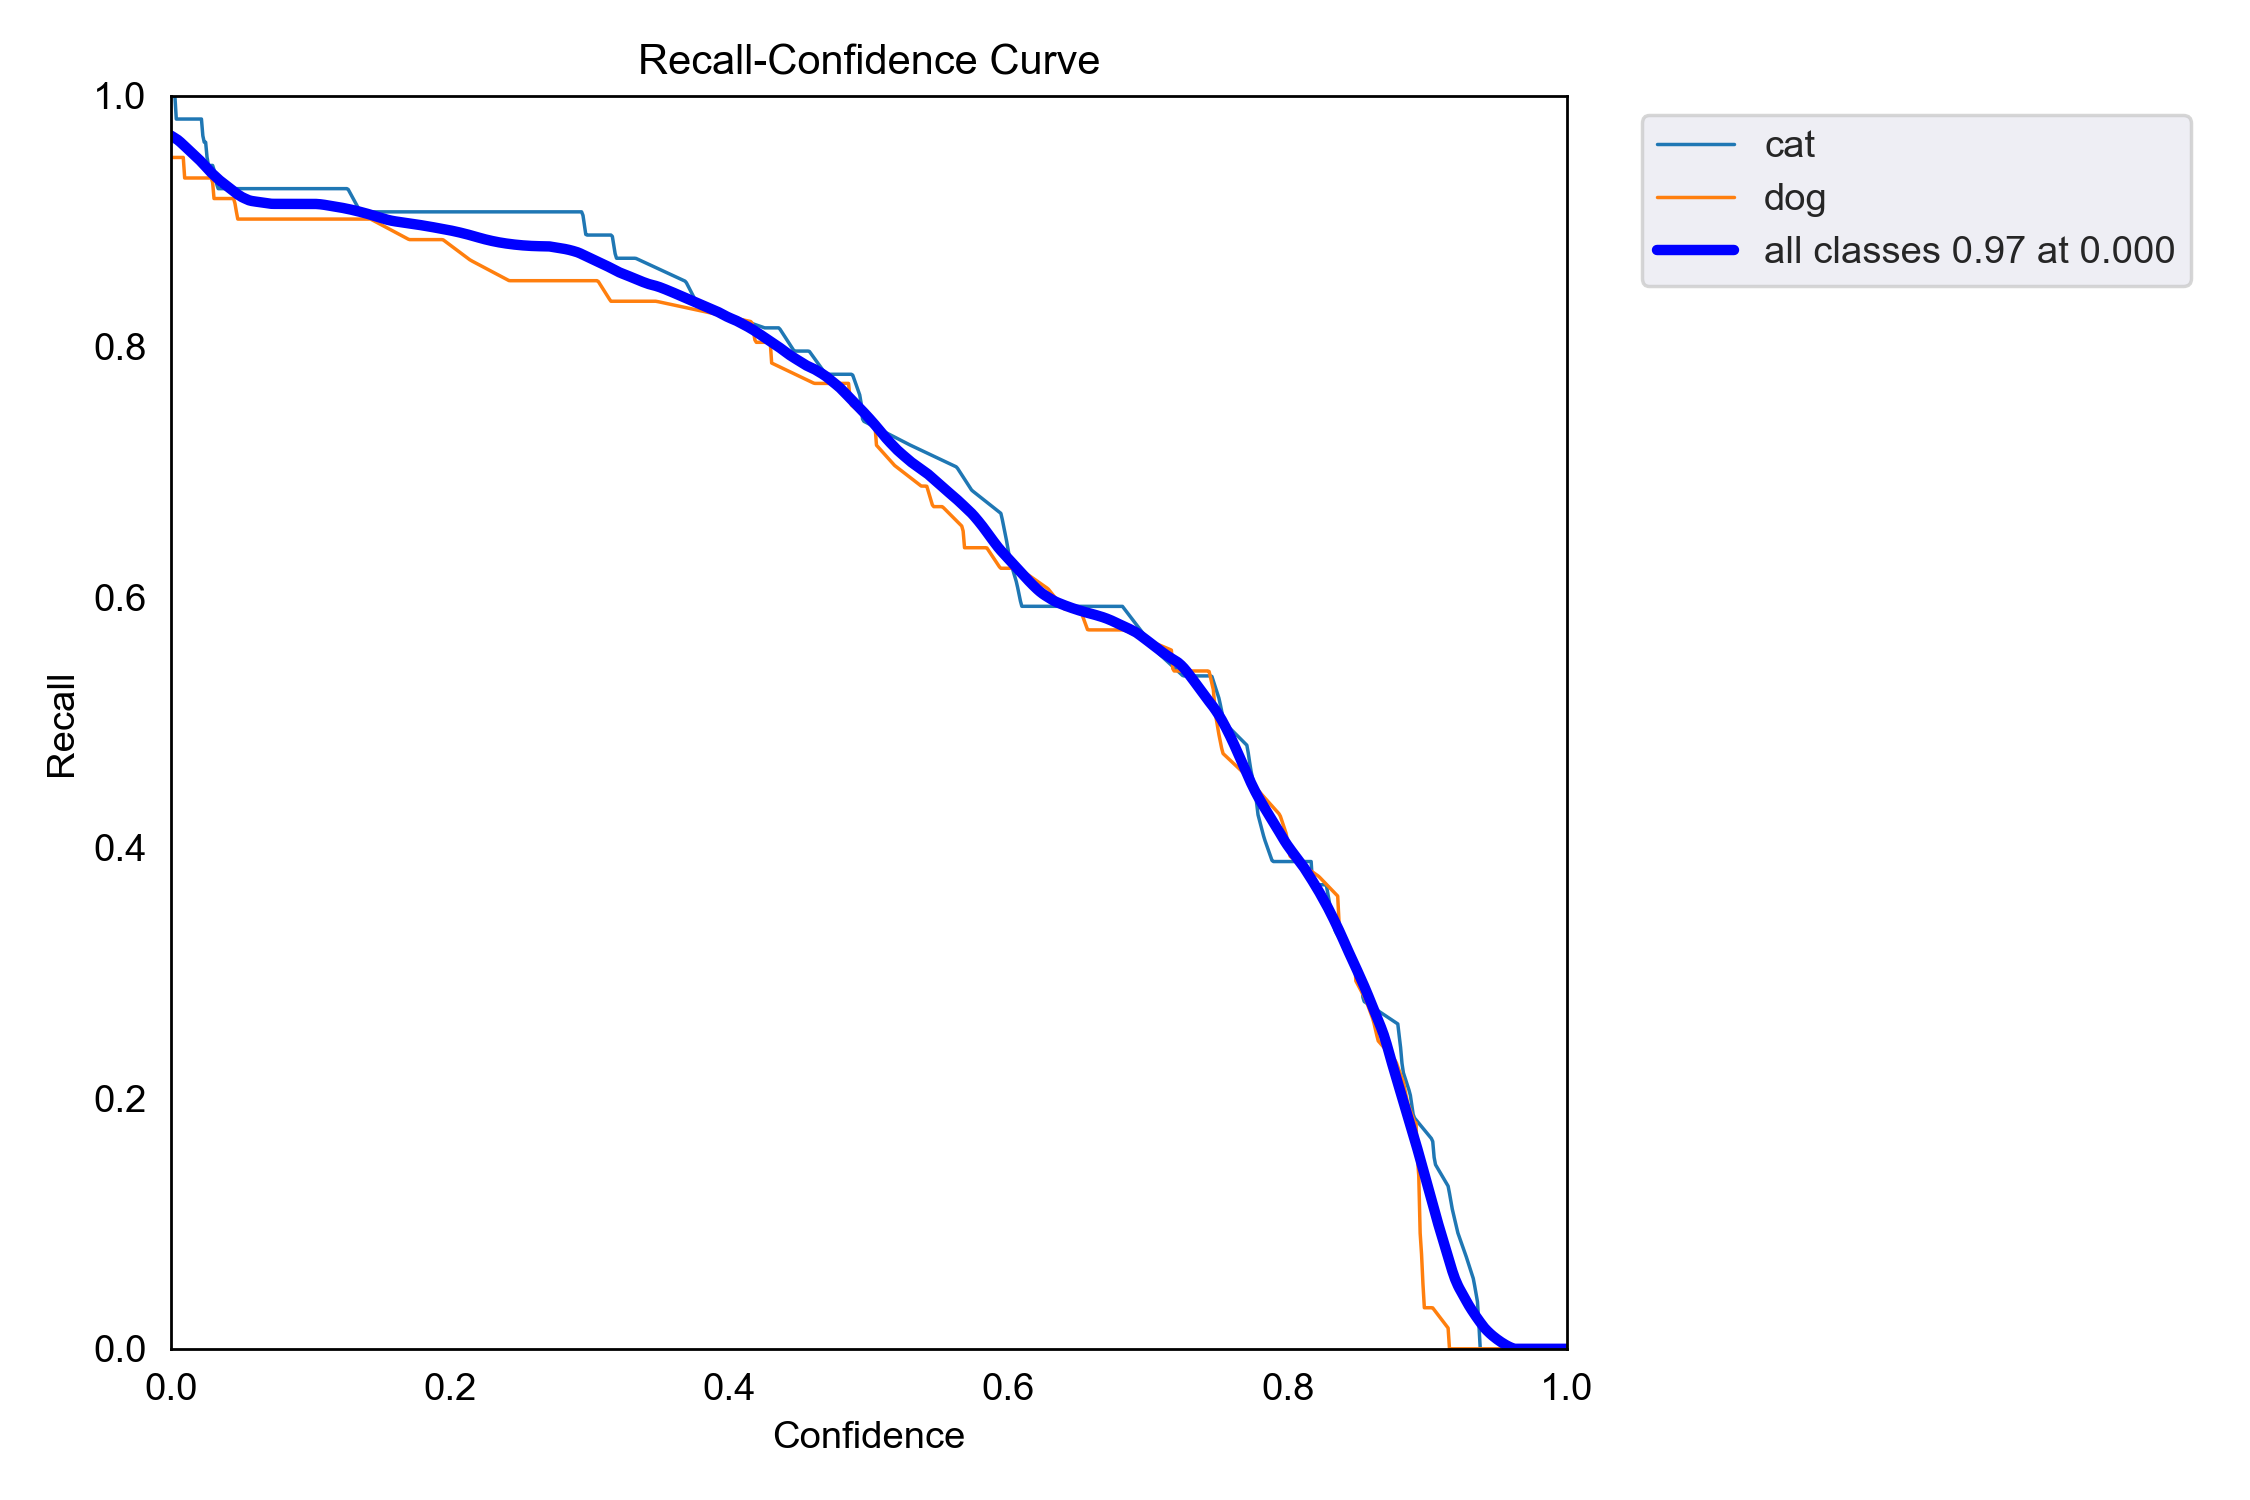 Recall-Confidence Curve
1.0
0.8
0.6
0.4
0.2
0.0
Recall
0.0 0.2 0.4 0.6 0.8 1.0
Confidence
cat
dog
all classes 0.97 at 0.000